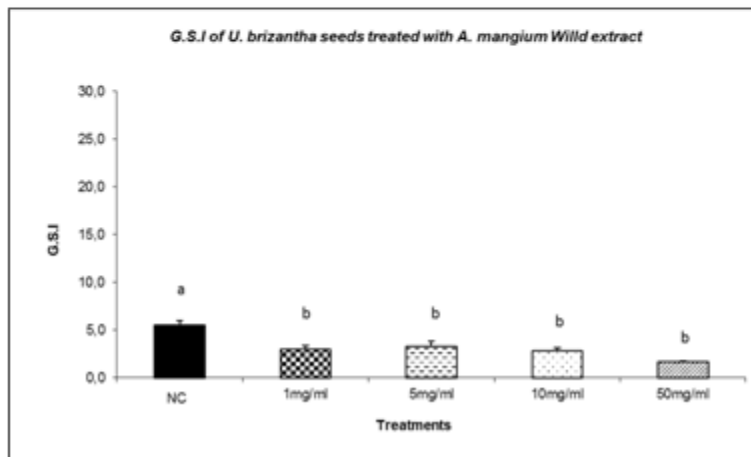 G.S.I of U. brizantha seeds treated with A. mangium Willd extract
30,0
25,0
20,0
15,0
10,0
5,0
0,0
G.S.I
a
b
b
b
b
NC
1mg/ml
5mg/ml
10mg/ml
50mg/ml
Treatments